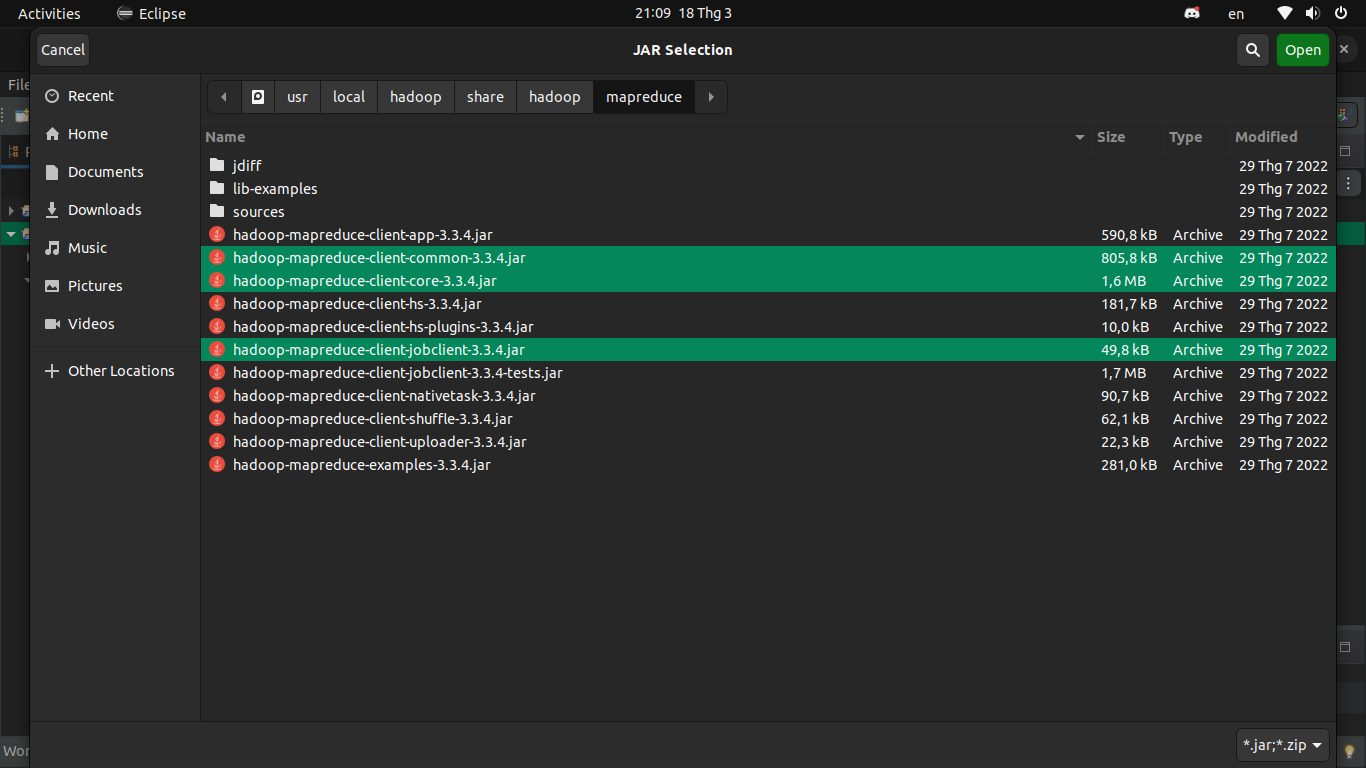 Activities Eclipse 21:09 18 Thg 3 en
Cancel JAR Selection Open
File
Recent
Home
Documents
Downloads
Music
Pictures
Videos
Other Locations
usr local hadoop share hadoop mapreduce
Name Size Type Modified
jdiff 29 Thg 7 2022
lib-examples 29 Thg 7 2022
sources 29 Thg 7 2022
hadoop-mapreduce-client-app-3.3.4.jar 590,8 kB Archive 29 Thg 7 2022
hadoop-mapreduce-client-common-3.3.4.jar 805,8 kB Archive 29 Thg 7 2022
hadoop-mapreduce-client-core-3.3.4.jar 1,6 MB Archive 29 Thg 7 2022
hadoop-mapreduce-client-hs-3.3.4.jar 181,7 kB Archive 29 Thg 7 2022
hadoop-mapreduce-client-hs-plugins-3.3.4.jar 10,0 kB Archive 29 Thg 7 2022
hadoop-mapreduce-client-jobclient-3.3.4.jar 49,8 kB Archive 29 Thg 7 2022
hadoop-mapreduce-client-jobclient-3.3.4-tests.jar 1,7 MB Archive 29 Thg 7 2022
hadoop-mapreduce-client-nativetask-3.3.4.jar 90,7 kB Archive 29 Thg 7 2022
hadoop-mapreduce-client-shuffle-3.3.4.jar 62,1 kB Archive 29 Thg 7 2022
hadoop-mapreduce-client-uploader-3.3.4.jar 22,3 kB Archive 29 Thg 7 2022
hadoop-mapreduce-examples-3.3.4.jar 281,0 kB Archive 29 Thg 7 2022
*.jar;*.zip